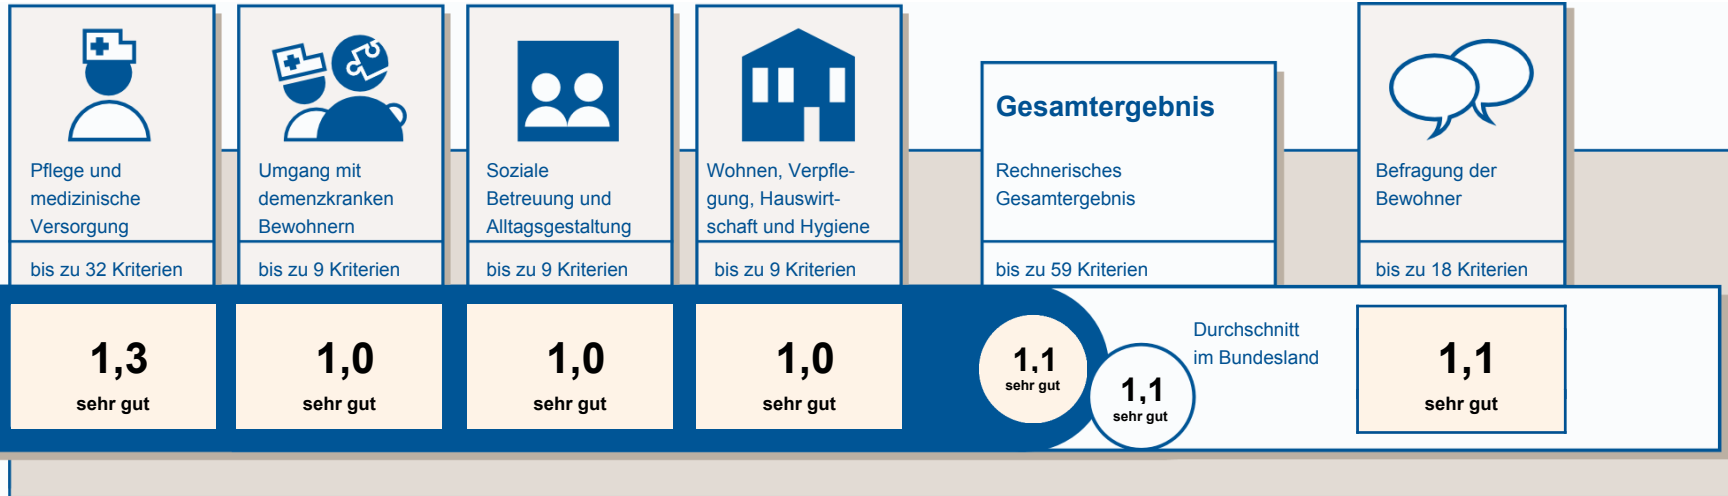 Pflege und
medizinische
Versorgung
bis zu 32 Kriterien
1,3
sehr gut
Umgang mit
demenzkranken
Bewohnern
bis zu 9 Kriterien
1,0
sehr gut
Soziale
Betreuung und
Alltagsgestaltung
bis zu 9 Kriterien
1,0
sehr gut
Wohnen, Verpfle-
gung, Hauswirt-
schaft und Hygiene
bis zu 9 Kriterien
1,0
sehr gut
Gesamtergebnis
Rechnerisches
Gesamtergebnis
bis zu 59 Kriterien
1,1
sehr gut
Durchschnitt
im Bundesland
1,1
sehr gut
Befragung der
Bewohner
bis zu 18 Kriterien
1,1
sehr gut